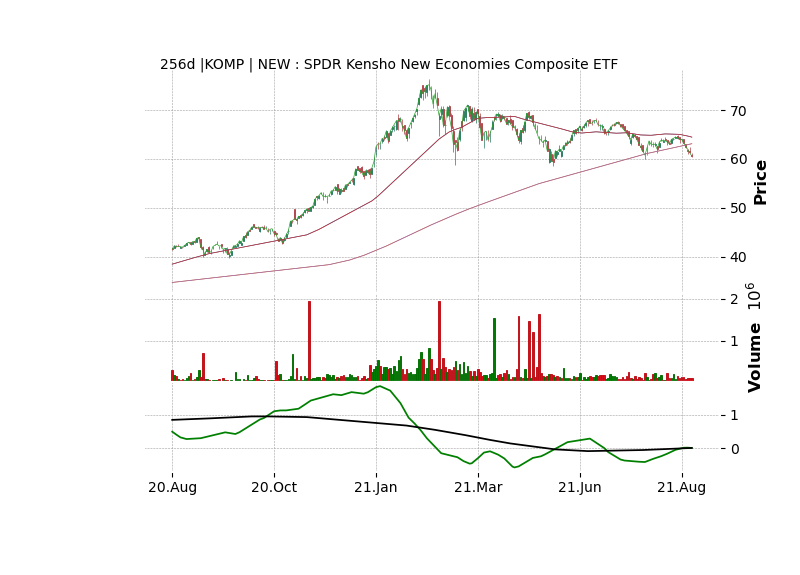 256d |KOMP | NEW : SPDR Kensho New Economies Composite ETF
70
60
50
40
Price
2
1
Volume 10^6
1
0
20.Aug 20.Oct 21.Jan 21.Mar 21.Jun 21.Aug